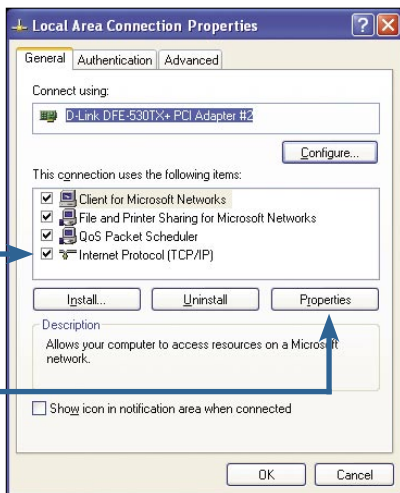 Local Area Connection Properties
General Authentication Advanced
Connect using:
D-Link DFE-530TX+ PCI Adapter #2
Configure...
This connection uses the following items:
Client for Microsoft Networks
File and Printer Sharing for Microsoft Networks
QoS Packet Scheduler
Internet Protocol (TCP/IP)
Install... Uninstall Properties
Description
Allows your computer to access resources on a Microsoft
network.
Show icon in notification area when connected
OK Cancel